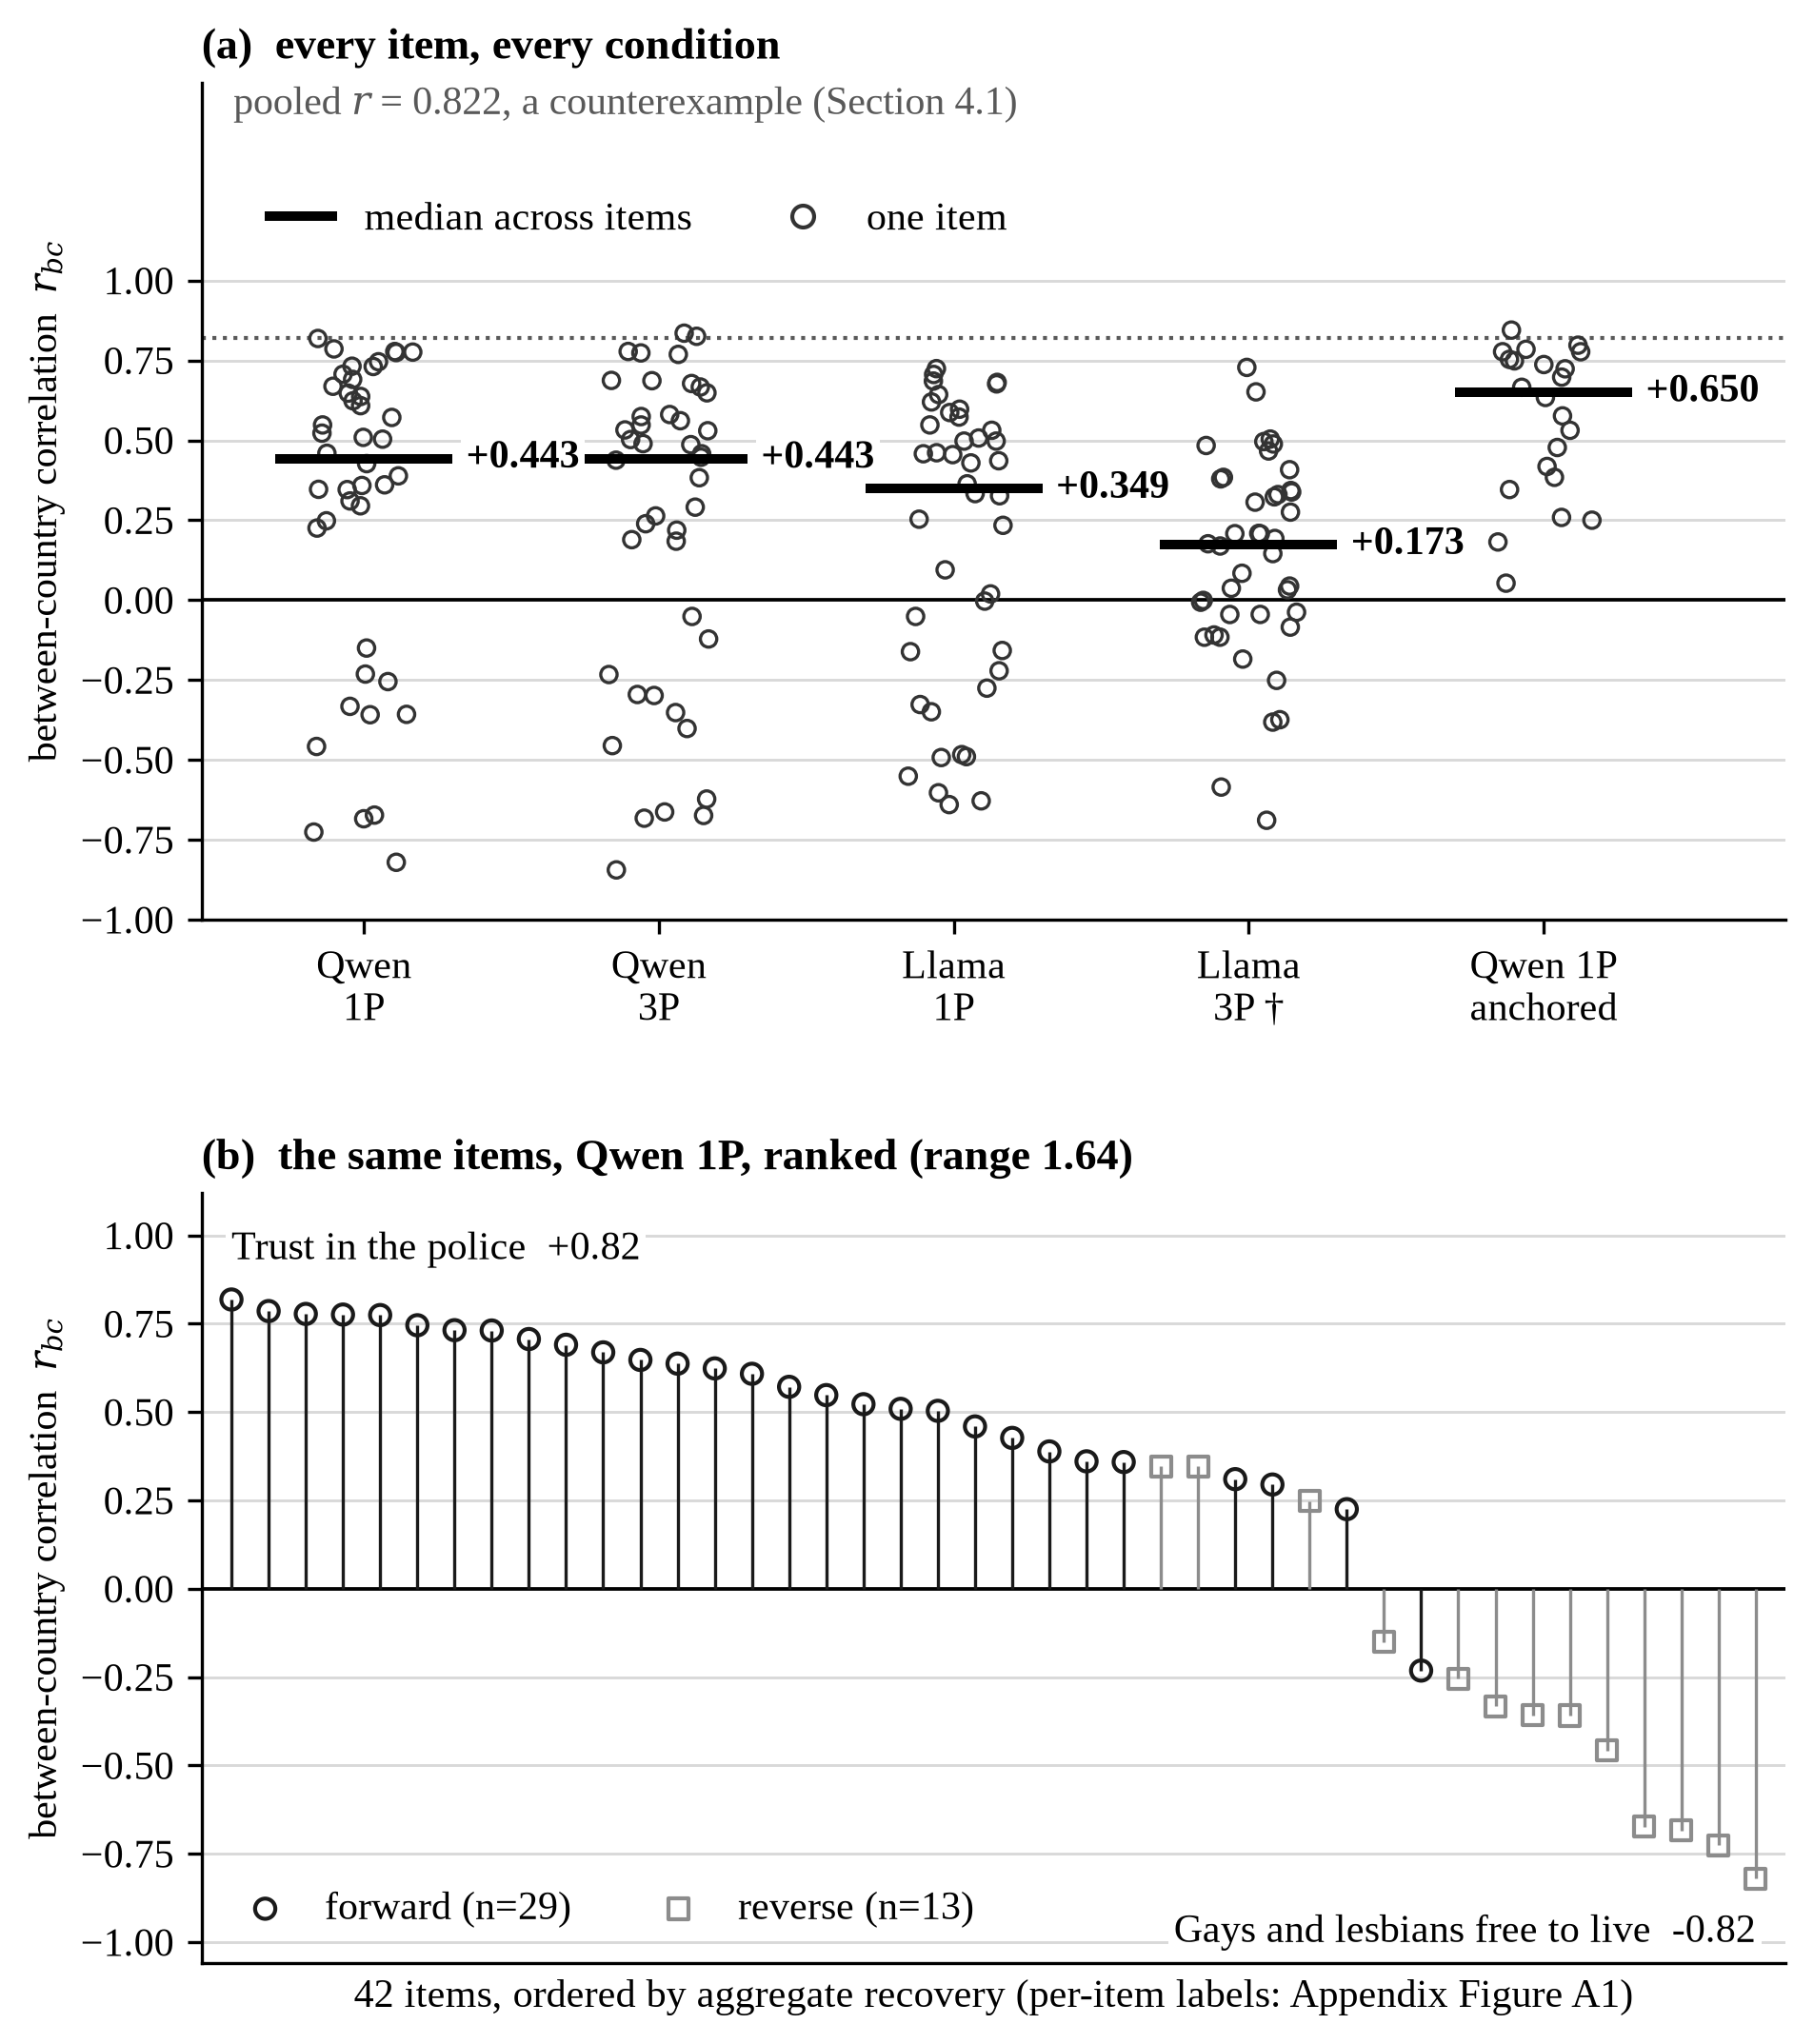 (a) every item, every condition
pooled r = 0.822, a counterexample (Section 4.1)
median across items
one item
between-country correlation r_bc
1.00
0.75
0.50
0.25
0.00
−0.25
−0.50
−0.75
−1.00
+0.443
+0.443
+0.349
+0.173
+0.650
Qwen
1P
Qwen
3P
Llama
1P
Llama
3P †
Qwen 1P
anchored
(b) the same items, Qwen 1P, ranked (range 1.64)
between-country correlation r_bc
1.00
0.75
0.50
0.25
0.00
−0.25
−0.50
−0.75
−1.00
Trust in the police +0.82
forward (n=29)
reverse (n=13)
Gays and lesbians free to live -0.82
42 items, ordered by aggregate recovery (per-item labels: Appendix Figure A1)